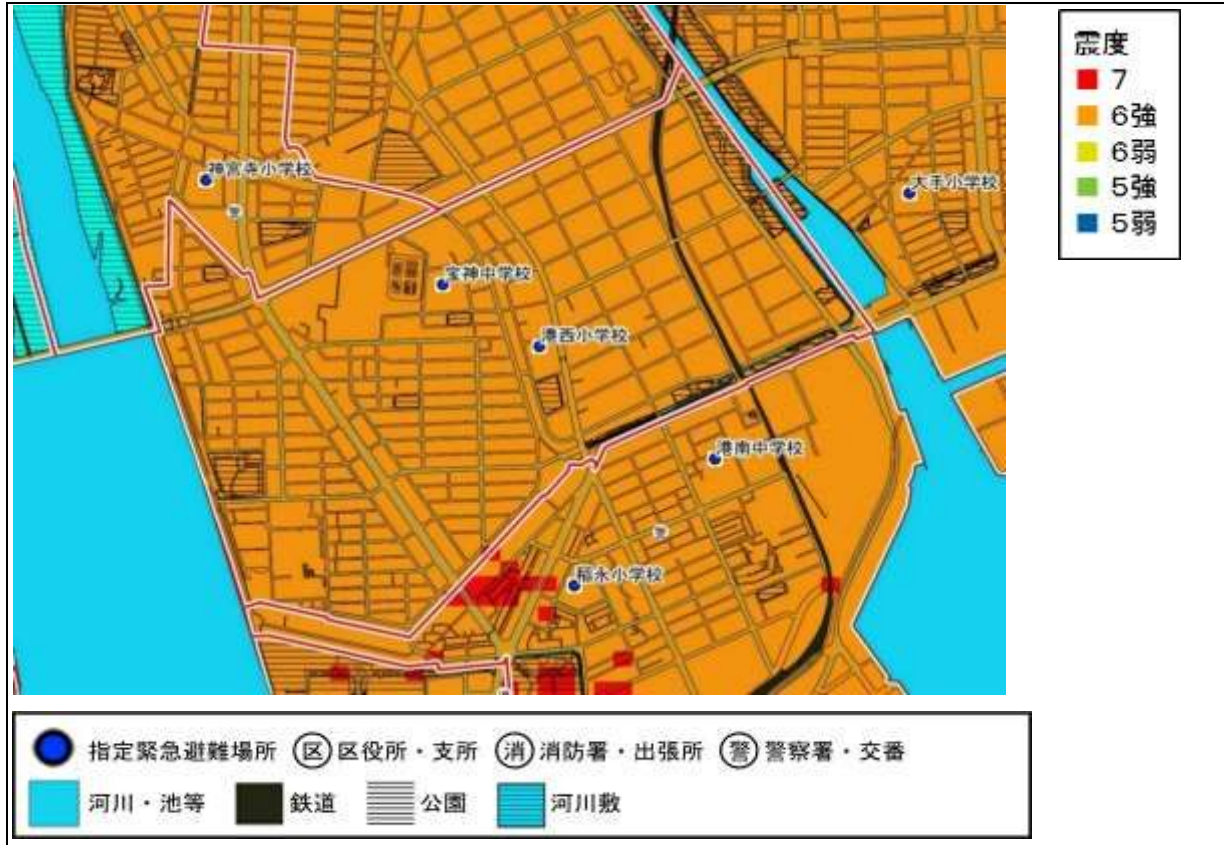 震度
7
6強
6弱
5強
5弱
神宮寺小学校
大手小学校
警
宝神中学校
港西小学校
港南中学校
警
稲永小学校
指定緊急避難場所 区 区役所・支所 消 消防署・出張所 警 警察署・交番
河川・池等 鉄道 公園 河川敷